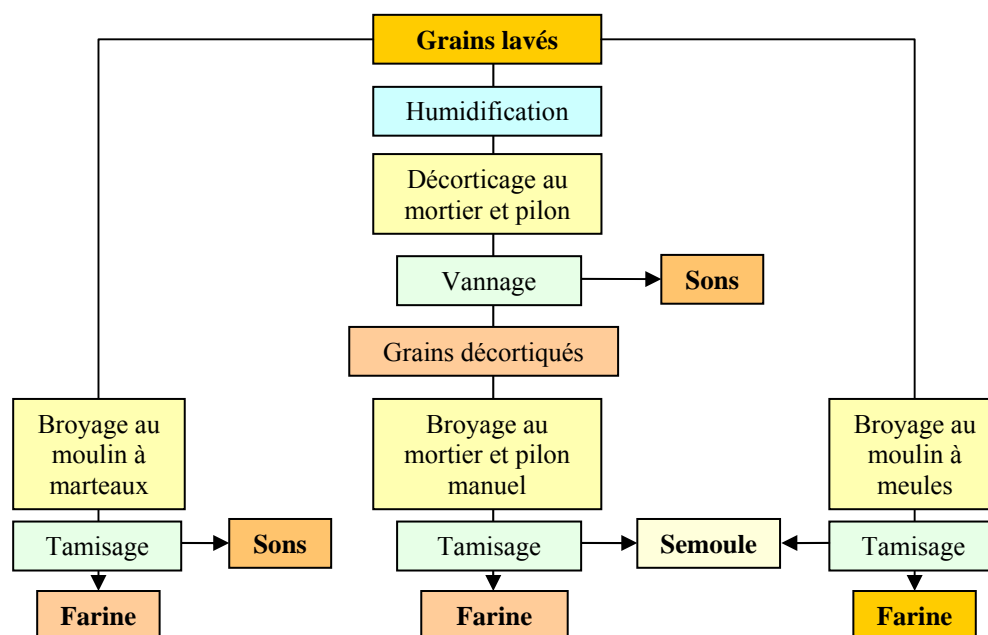 Grains lavés
Humidification
Décorticage au
mortier et pilon
Vannage
Sons
Grains décortiqués
Broyage au
moulin à
marteaux
Broyage au
mortier et pilon
manuel
Broyage au
moulin à
meules
Tamisage
Sons
Tamisage
Semoule
Tamisage
Farine
Farine
Farine